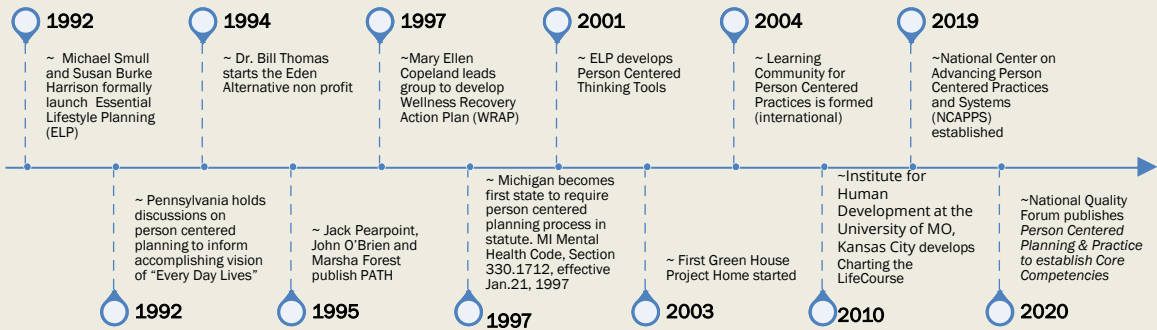 1992
~  Michael Smull
and Susan Burke
Harrison formally
launch  Essential
Lifestyle Planning
(ELP)
1994
~ Dr. Bill Thomas
starts the Eden
Alternative non profit
1997
~Mary Ellen
Copeland leads
group to develop
Wellness Recovery
Action Plan (WRAP)
2001
~ ELP develops
Person Centered
Thinking Tools
2004
~ Learning
Community for
Person Centered
Practices is formed
(international)
2019
~National Center on
Advancing Person
Centered Practices
and Systems
(NCAPPS)
established
~ Pennsylvania holds
discussions on
person centered
planning to inform
accomplishing vision
of “Every Day Lives”
1992
~ Jack Pearpoint,
John O’Brien and
Marsha Forest
publish PATH
1995
~ Michigan becomes
first state to require
person centered
planning process in
statute. MI Mental
Health Code, Section
330.1712, effective
Jan.21, 1997
1997
~ First Green House
Project Home started
2003
~Institute for
Human
Development at the
University of MO,
Kansas City develops
Charting the
LifeCourse
2010
~National Quality
Forum publishes
Person Centered
Planning & Practice
to establish Core
Competencies
2020